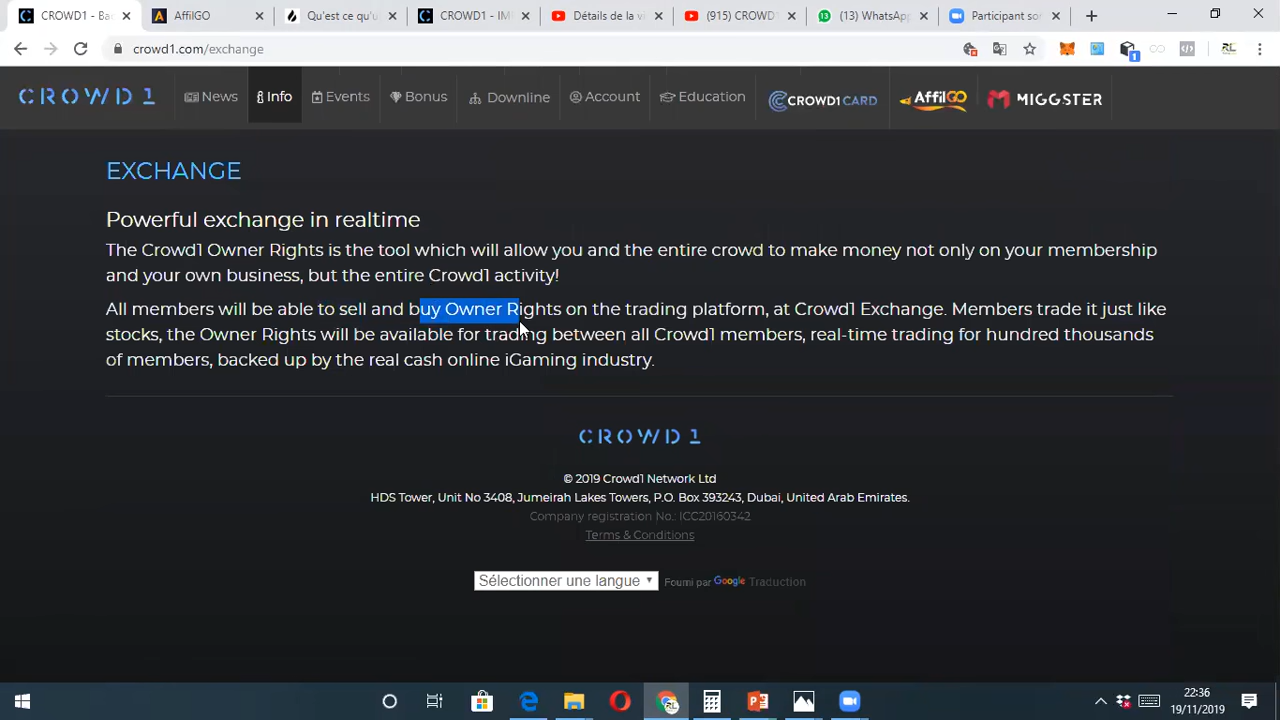 CROWD1 - Ba
AffilGO
Qu'est ce qu'u
CROWD1 - IM
Détails de la v
(915) CROWD
(13) WhatsAp
Participant so
crowd1.com/exchange
CROWD1
News
Info
Events
Bonus
Downline
Account
Education
CROWD1CARD
AffilGO
MIGGSTER
EXCHANGE
Powerful exchange in realtime
The Crowd1 Owner Rights is the tool which will allow you and the entire crowd to make money not only on your membership
and your own business, but the entire Crowd1 activity!
All members will be able to sell and buy Owner Rights on the trading platform, at Crowd1 Exchange. Members trade it just like
stocks, the Owner Rights will be available for trading between all Crowd1 members, real-time trading for hundred thousands
of members, backed up by the real cash online iGaming industry.
CROWD1
© 2019 Crowd1 Network Ltd
HDS Tower, Unit No 3408, Jumeirah Lakes Towers, P.O. Box 393243, Dubai, United Arab Emirates.
Company registration No.: ICC20160342
Terms & Conditions
Sélectionner une langue
Fourni par Google Traduction
22:36
19/11/2019